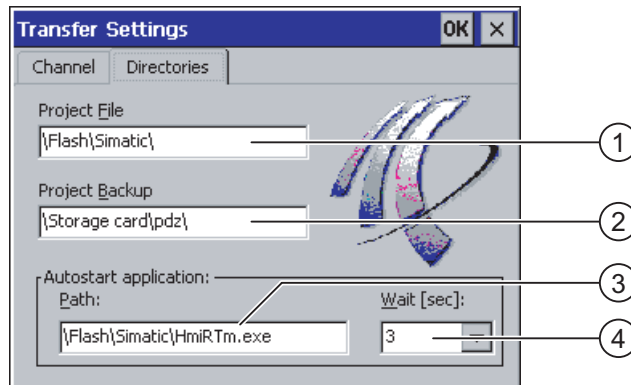 Transfer Settings OK ×
Channel Directories
Project File
\Flash\Simatic\
1
Project Backup
\Storage card\pdz\
2
Autostart application:
3
Path: Wait [sec]:
\Flash\Simatic\HmiRTm.exe 3
4